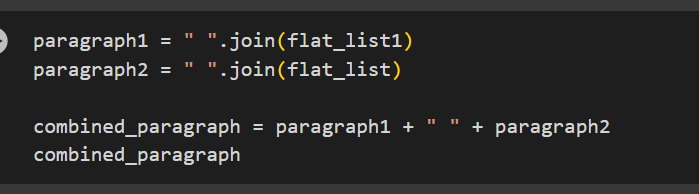 paragraph1 = " ".join(flat_list1)
paragraph2 = " ".join(flat_list)
combined_paragraph = paragraph1 + " " + paragraph2
combined_paragraph